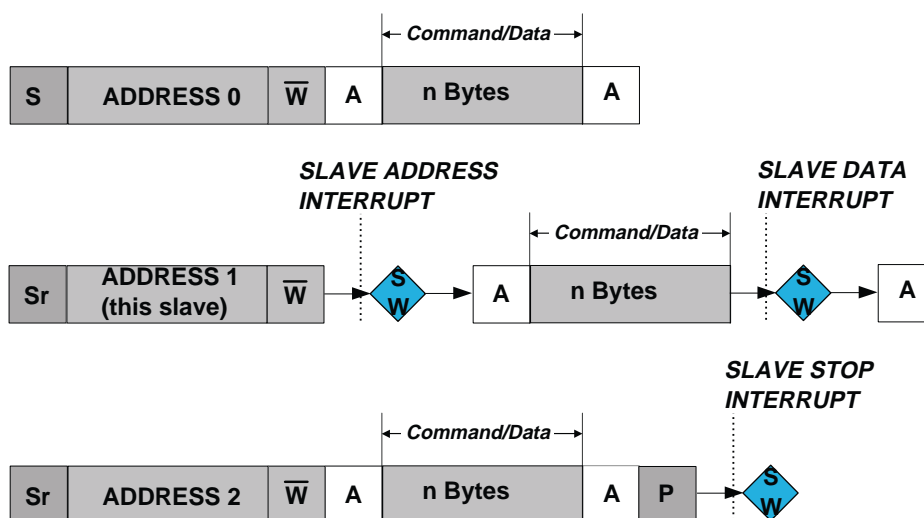 Command/Data
S ADDRESS 0 W̅ A n Bytes A
SLAVE ADDRESS
INTERRUPT
SLAVE DATA
INTERRUPT
Command/Data
Sr ADDRESS 1
(this slave) W̅ S
W A n Bytes S
W A
SLAVE STOP
INTERRUPT
Command/Data
Sr ADDRESS 2 W̅ A n Bytes A P S
W